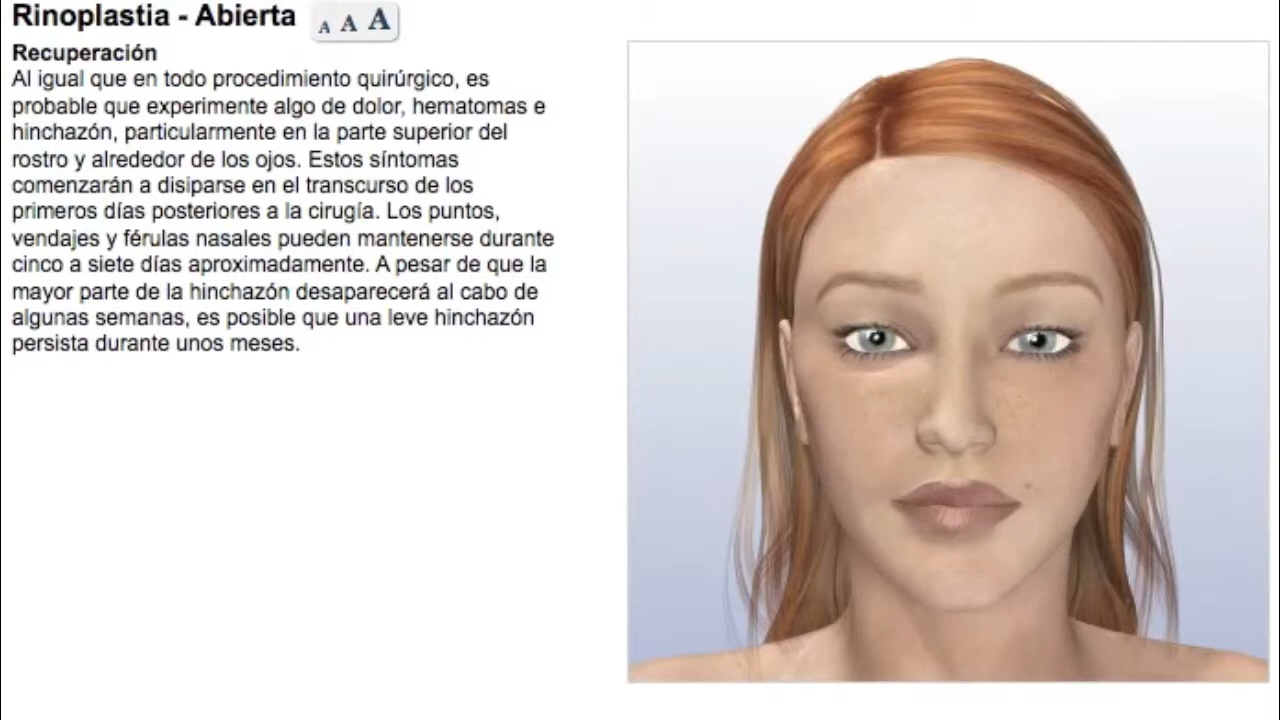 Rinoplastia - Abierta A A A
Recuperación
Al igual que en todo procedimiento quirúrgico, es
probable que experimente algo de dolor, hematomas e
hinchazón, particularmente en la parte superior del
rostro y alrededor de los ojos. Estos síntomas
comenzarán a disiparse en el transcurso de los
primeros días posteriores a la cirugía. Los puntos,
vendajes y férulas nasales pueden mantenerse durante
cinco a siete días aproximadamente. A pesar de que la
mayor parte de la hinchazón desaparecerá al cabo de
algunas semanas, es posible que una leve hinchazón
persista durante unos meses.